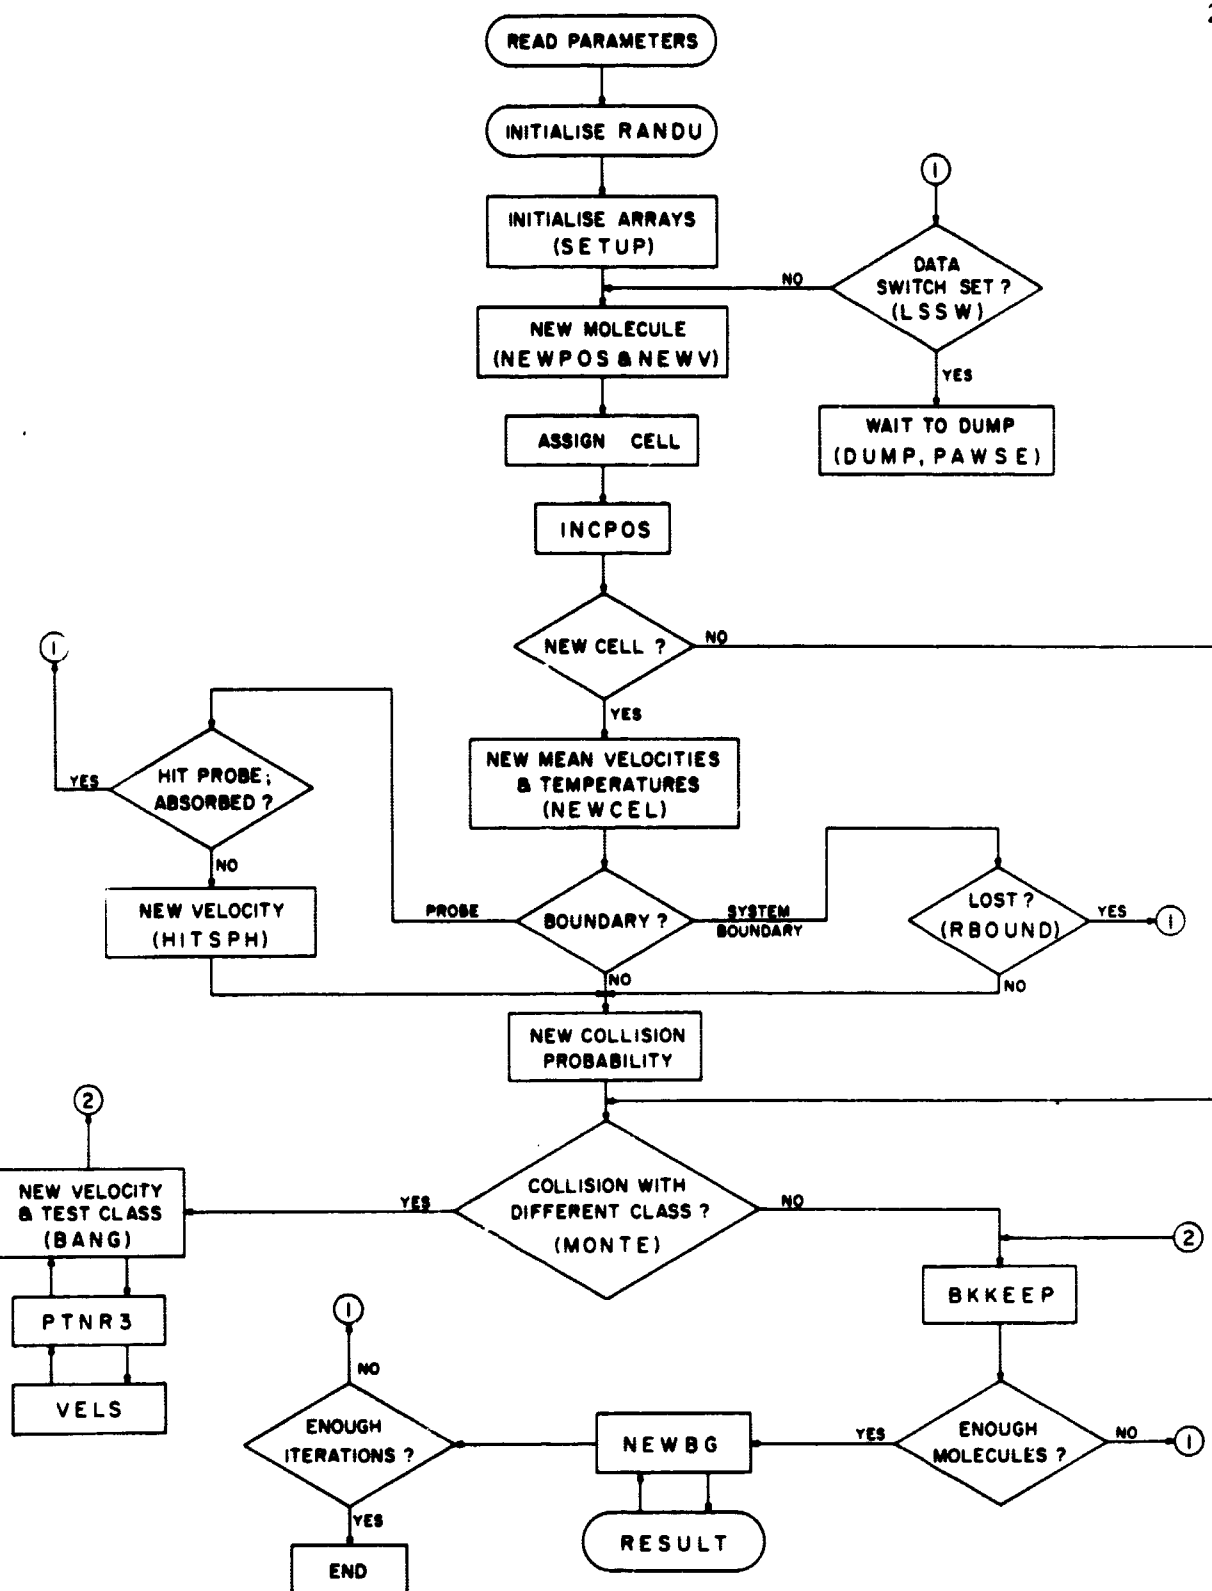 2
READ PARAMETERS
INITIALISE RANDU
1
INITIALISE ARRAYS
(SETUP)
DATA
SWITCH SET ?
(LSSW)
NO
YES
NEW MOLECULE
(NEWPOS & NEWV)
WAIT TO DUMP
(DUMP, PAWSE)
ASSIGN CELL
INCPOS
1
NEW CELL ?
NO
YES
NEW MEAN VELOCITIES
& TEMPERATURES
(NEWCEL)
HIT PROBE;
ABSORBED ?
YES
NO
NEW VELOCITY
(HITSPH)
PROBE
BOUNDARY ?
SYSTEM
BOUNDARY
LOST ?
(RBOUND)
YES
1
NO
NO
NEW COLLISION
PROBABILITY
2
NEW VELOCITY
& TEST CLASS
(BANG)
YES
COLLISION WITH
DIFFERENT CLASS ?
(MONTE)
NO
2
BKKEEP
PTNR3
VELS
1
NO
ENOUGH
ITERATIONS ?
YES
END
NEWBG
RESULT
YES
ENOUGH
MOLECULES ?
NO
1